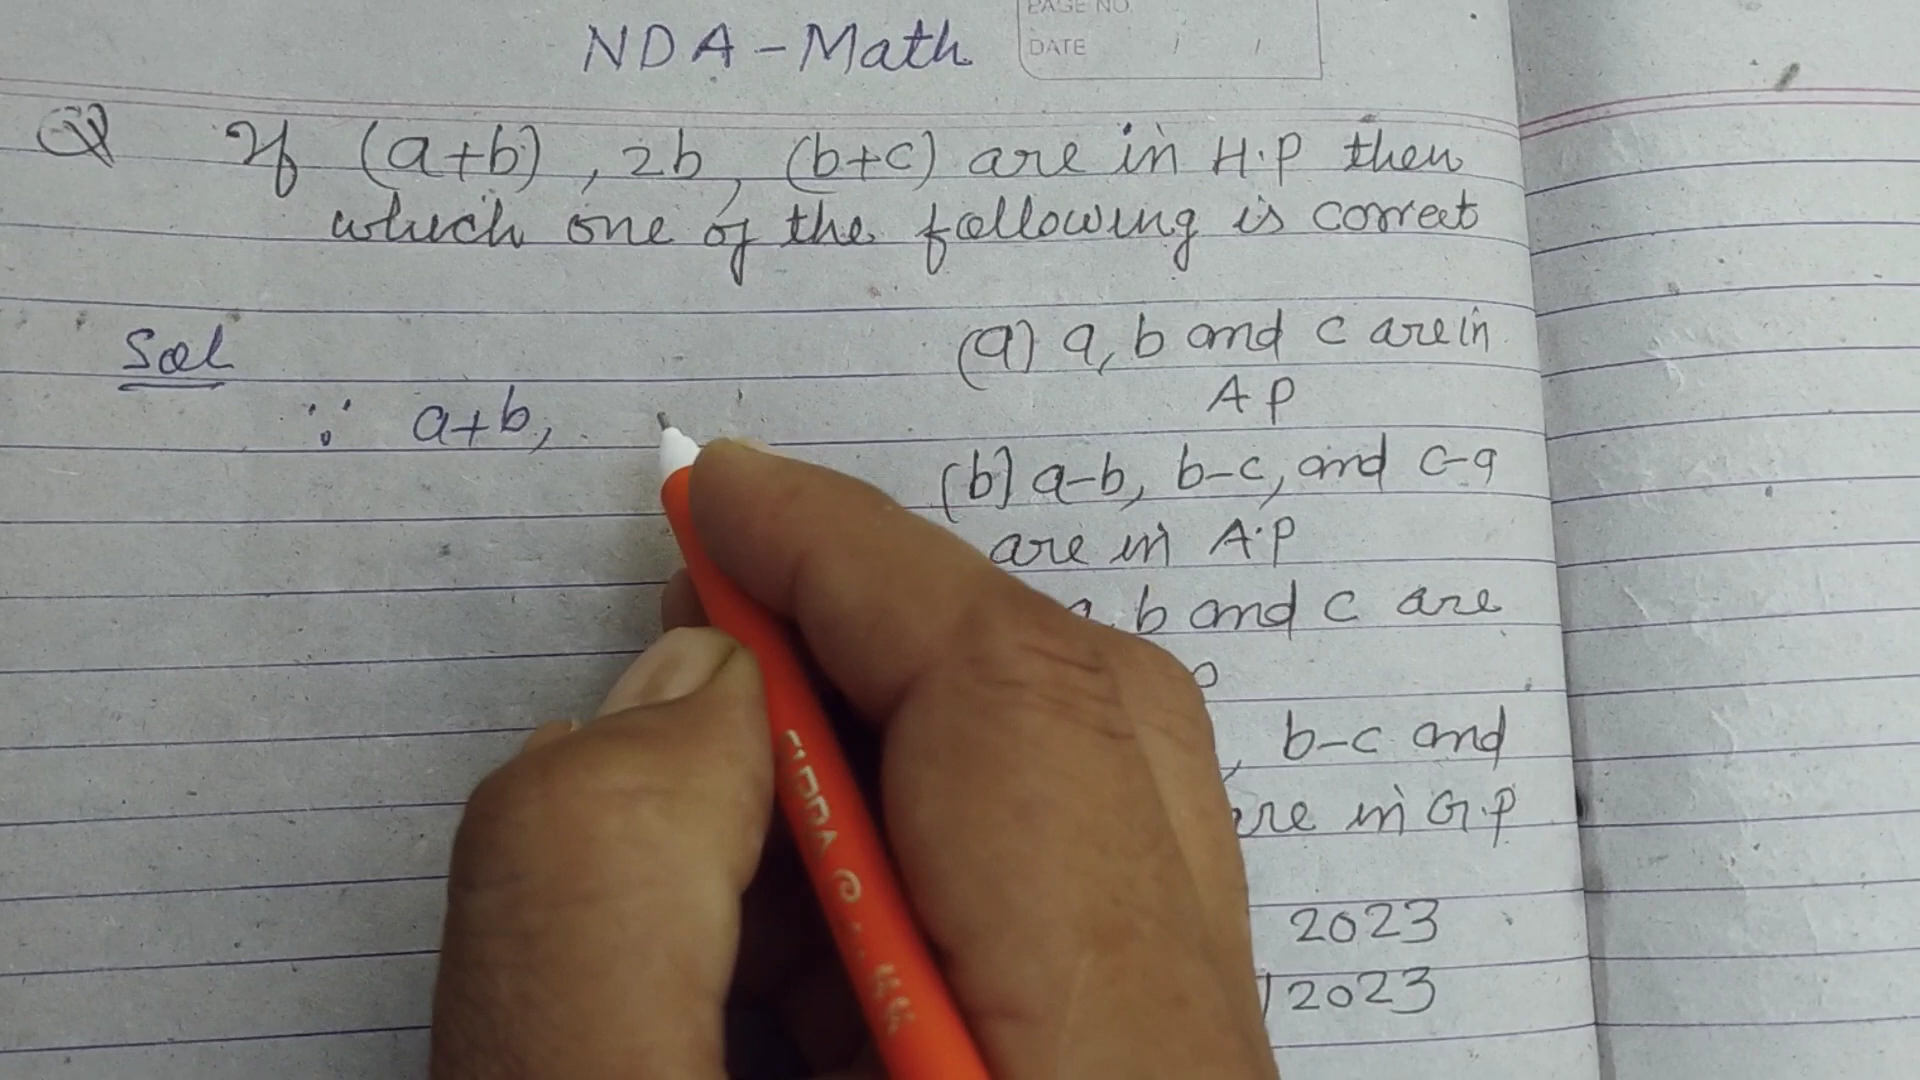 PAGE NO.
DATE / /
NDA - Math
Q If (a+b), 2b, (b+c) are in H.P then
which one of the following is correct
Sol
(a) a, b and c are in
A P
∵ a+b,
(b) a-b, b-c, and c-a
are in A.P
b and c are
, b-c and
are in G.P
2023
2023